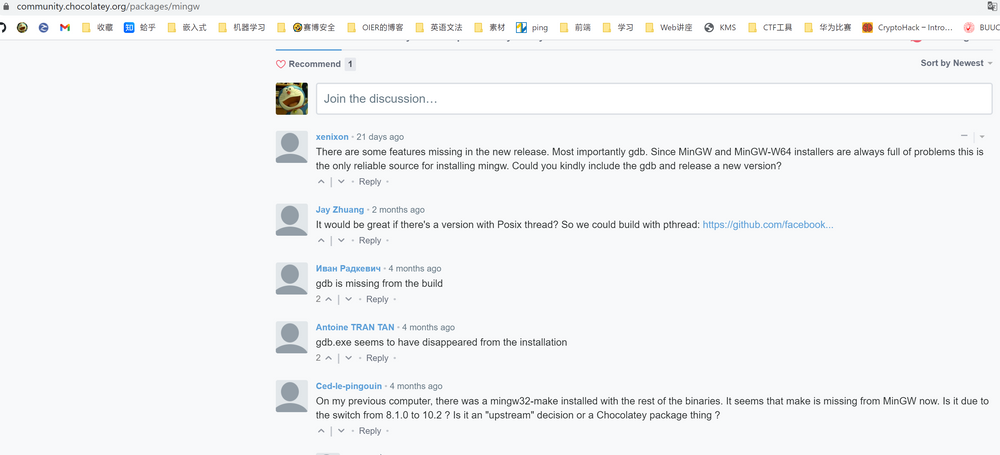 community.chocolatey.org/packages/mingw
收藏 蛤乎 嵌入式 机器学习 赛博安全 OIER的博客 英语文法 素材 ping 前端 学习 Web讲座 KMS CTF工具 华为比赛 CryptoHack – Intro... BUUC
Recommend 1
Sort by Newest
Join the discussion…
xenixon · 21 days ago
There are some features missing in the new release. Most importantly gdb. Since MinGW and MinGW-W64 installers are always full of problems this is
the only reliable source for installing mingw. Could you kindly include the gdb and release a new version?
Reply
Jay Zhuang · 2 months ago
It would be great if there's a version with Posix thread? So we could build with pthread: https://github.com/facebook...
Reply
Иван Радкевич · 4 months ago
gdb is missing from the build
2 Reply
Antoine TRAN TAN · 4 months ago
gdb.exe seems to have disappeared from the installation
2 Reply
Ced-le-pingouin · 4 months ago
On my previous computer, there was a mingw32-make installed with the rest of the binaries. It seems that make is missing from MinGW now. Is it due to
the switch from 8.1.0 to 10.2 ? Is it an "upstream" decision or a Chocolatey package thing ?
Reply